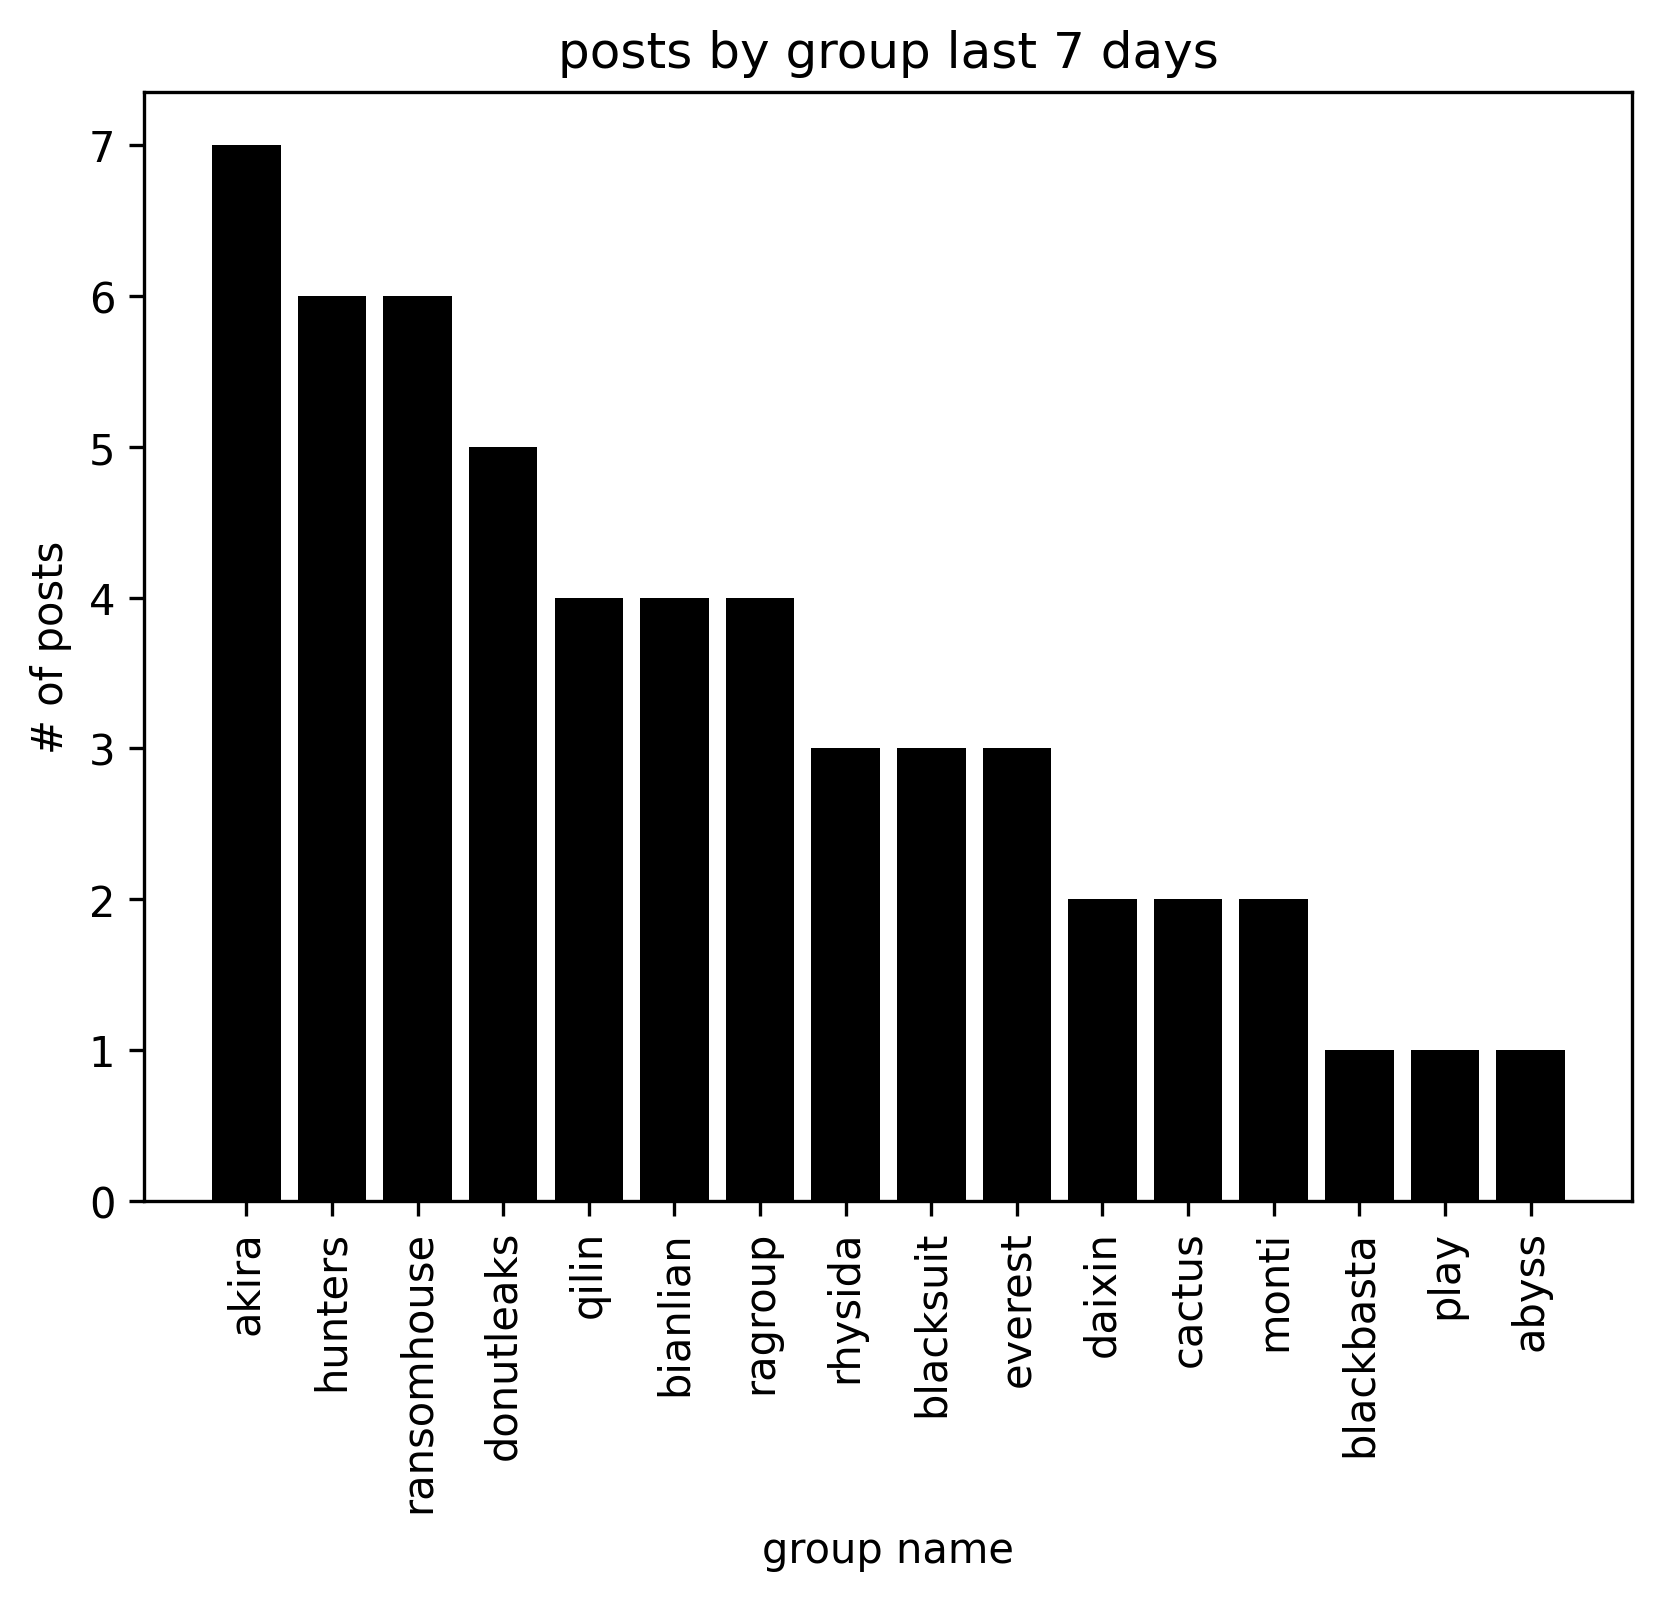 posts by group last 7 days
7
6
5
4
3
2
1
0
# of posts
akira
hunters
ransomhouse
donutleaks
qilin
bianlian
ragroup
rhysida
blacksuit
everest
daixin
cactus
monti
blackbasta
play
abyss
group name